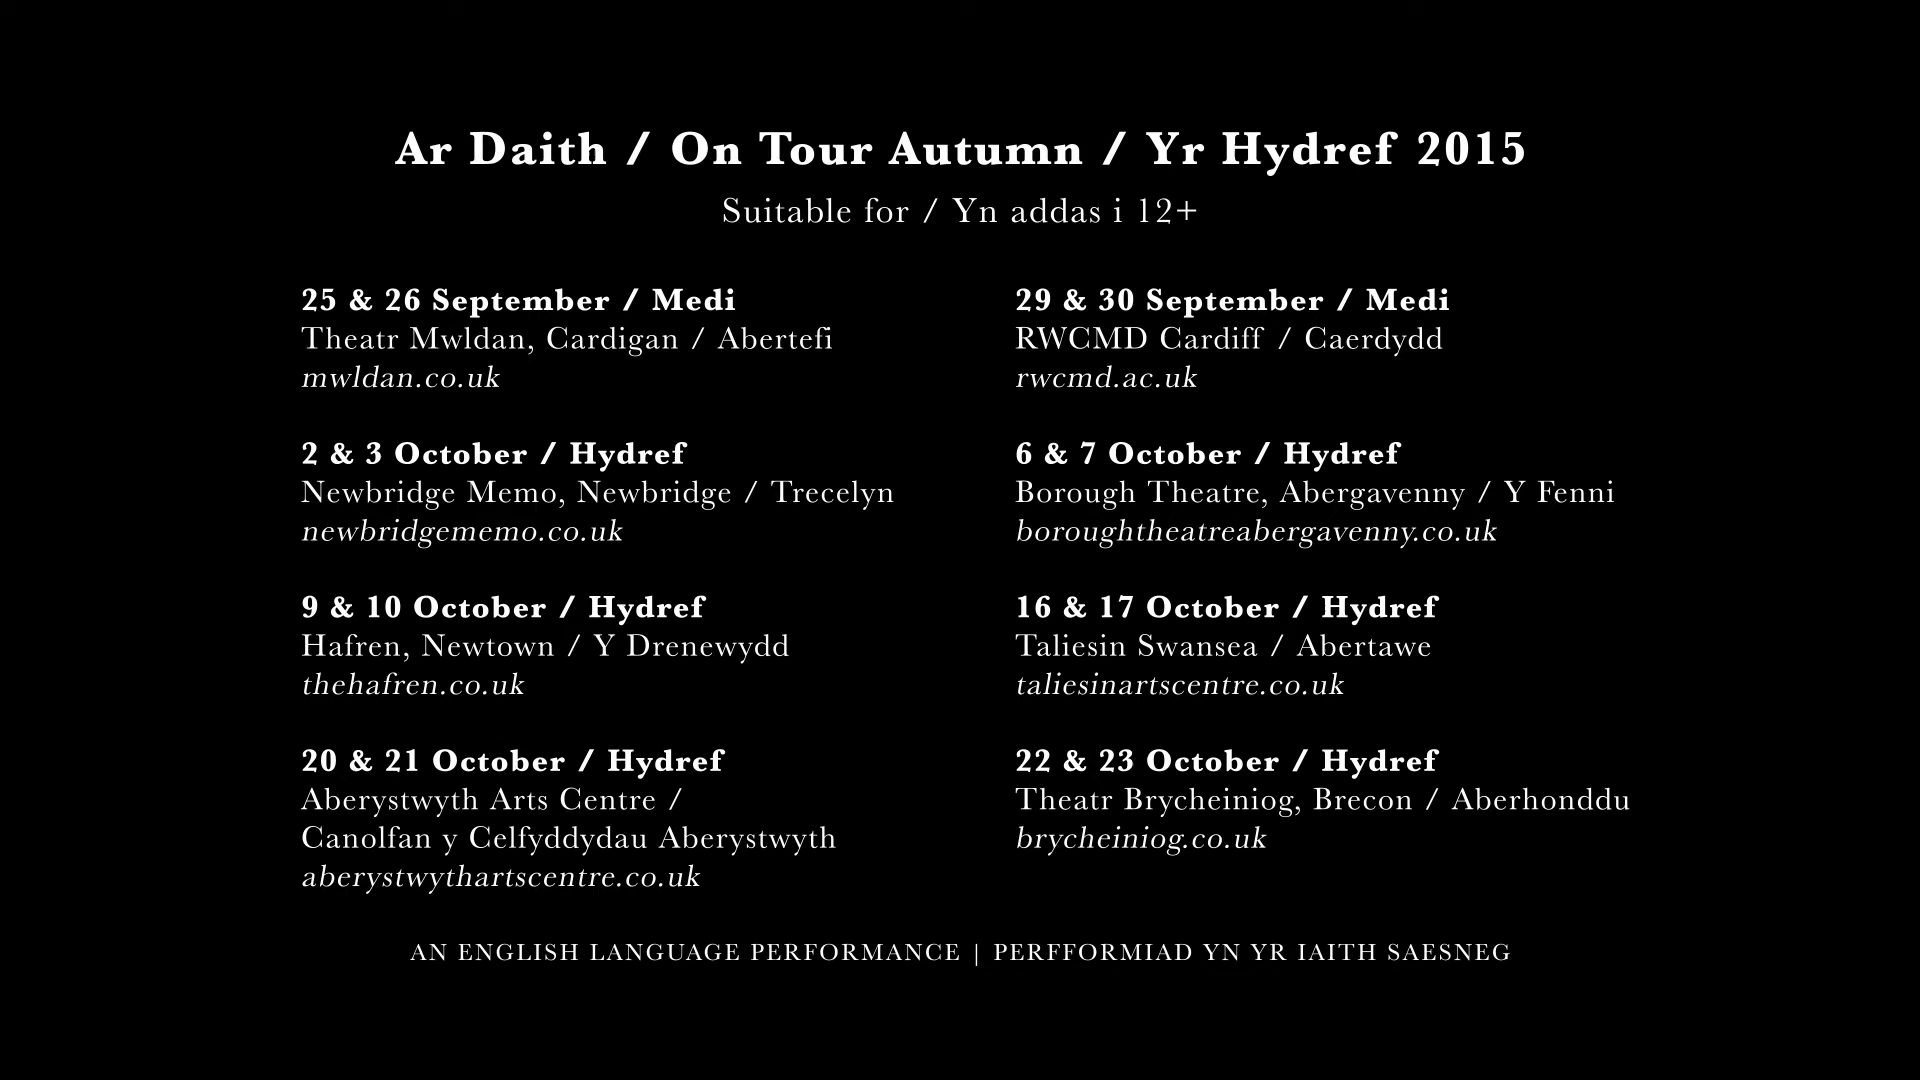 Ar Daith / On Tour Autumn / Yr Hydref 2015
Suitable for / Yn addas i 12+
25 & 26 September / Medi
Theatr Mwldan, Cardigan / Abertefi
mwldan.co.uk
29 & 30 September / Medi
RWCMD Cardiff / Caerdydd
rwcmd.ac.uk
2 & 3 October / Hydref
Newbridge Memo, Newbridge / Trecelyn
newbridgememo.co.uk
6 & 7 October / Hydref
Borough Theatre, Abergavenny / Y Fenni
boroughtheatreabergavenny.co.uk
9 & 10 October / Hydref
Hafren, Newtown / Y Drenewydd
thehafren.co.uk
16 & 17 October / Hydref
Taliesin Swansea / Abertawe
taliesinartscentre.co.uk
20 & 21 October / Hydref
Aberystwyth Arts Centre /
Canolfan y Celfyddydau Aberystwyth
aberystwythartscentre.co.uk
22 & 23 October / Hydref
Theatr Brycheiniog, Brecon / Aberhonddu
brycheiniog.co.uk
AN ENGLISH LANGUAGE PERFORMANCE | PERFFORMIAD YN YR IAITH SAESNEG